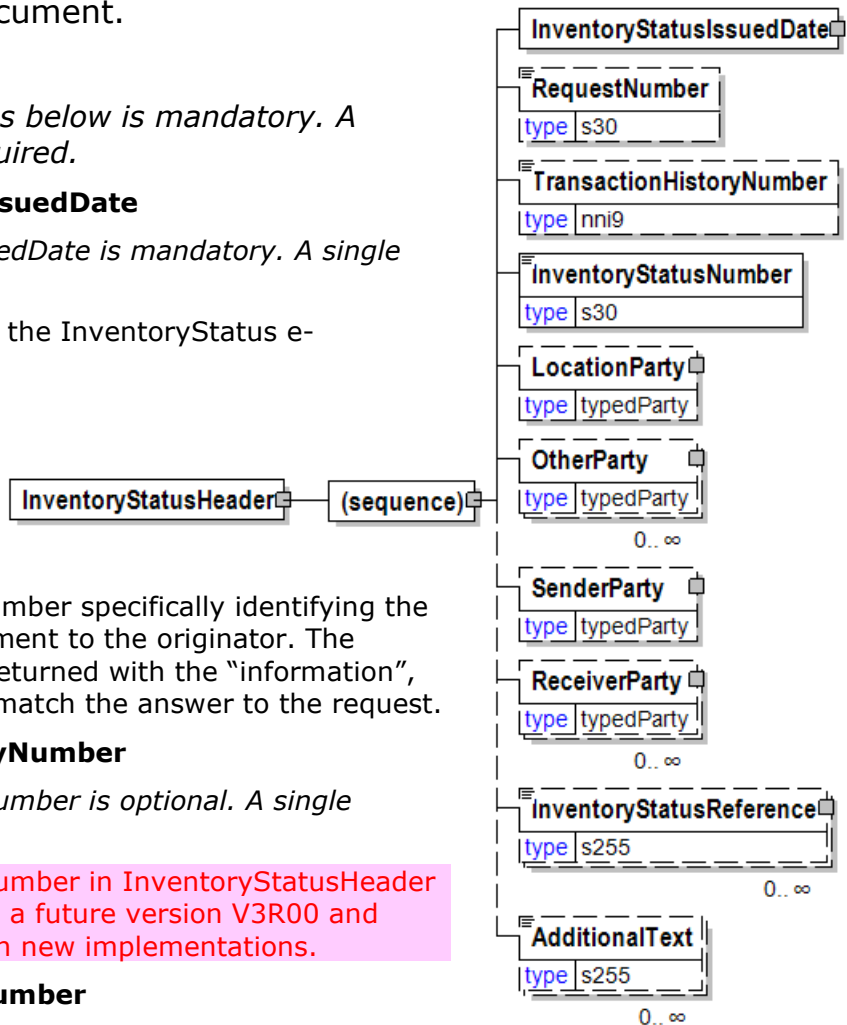 cument.
s below is mandatory. A
uired.
ssuedDate
edDate is mandatory. A single
the InventoryStatus e-
mber specifically identifying the
ment to the originator. The
eturned with the “information”,
match the answer to the request.
yNumber
umber is optional. A single
umber in InventoryStatusHeader
a future version V3R00 and
n new implementations.
umber
InventoryStatusHeader
(sequence)
InventoryStatusIssuedDate
RequestNumber
type s30
TransactionHistoryNumber
type nni9
InventoryStatusNumber
type s30
LocationParty
type typedParty
OtherParty
type typedParty
0.. ∞
SenderParty
type typedParty
ReceiverParty
type typedParty
0.. ∞
InventoryStatusReference
type s255
0.. ∞
AdditionalText
type s255
0.. ∞